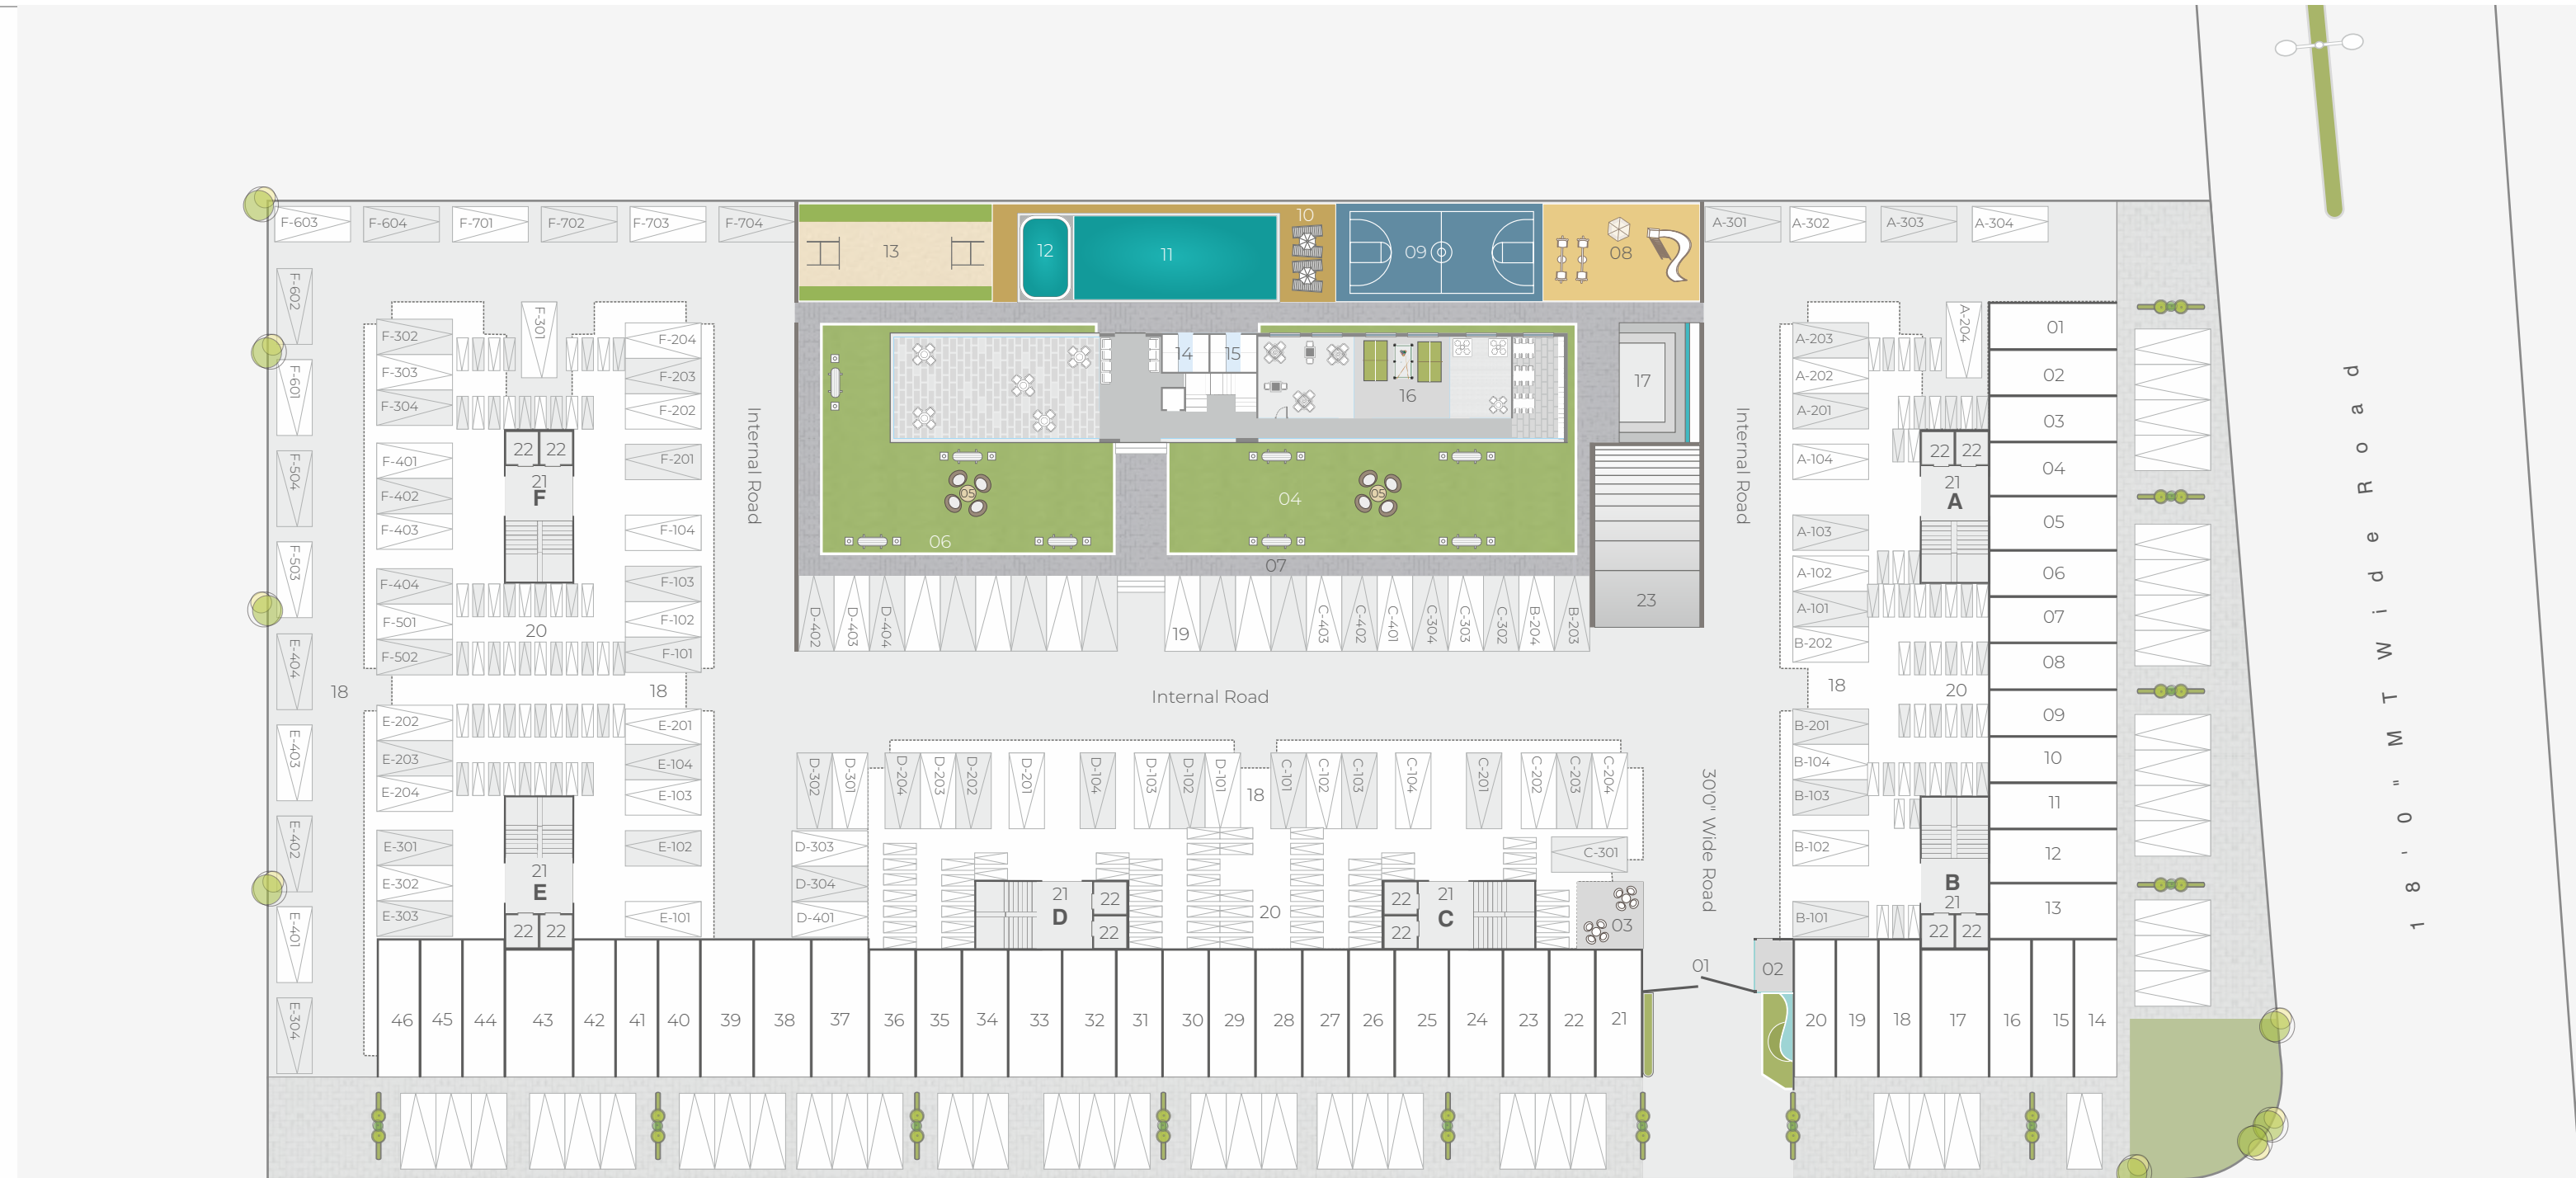 F-603
F-604
F-701
F-702
F-703
F-704
13
12
11
10
09
08
A-301
A-302
A-303
A-304
F-602
F-601
F-504
F-503
E-404
E-403
E-402
E-401
E-304
F-302
F-303
F-304
F-301
F-204
F-203
F-202
F-401
F-402
F-403
22
22
21
F
F-201
F-104
F-404
F-501
F-502
20
F-103
F-102
F-101
18
18
Internal Road
14
15
16
17
05
04
05
06
07
23
Internal Road
A-203
A-202
A-201
A-204
A-104
22
22
21
A
A-103
A-102
A-101
B-202
18
20
01
02
03
04
05
06
07
08
09
10
11
12
13
D-402
D-403
D-404
19
C-403
C-402
C-401
C-304
C-303
C-302
B-204
B-203
Internal Road
E-202
E-203
E-204
E-201
E-104
E-103
E-301
E-302
E-303
21
E
22
22
E-102
E-101
D-302
D-301
D-204
D-203
D-202
D-201
D-104
D-103
D-102
D-101
18
C-101
C-102
C-103
C-104
C-201
C-202
C-203
C-204
D-303
D-304
D-401
21
D
22
22
20
22
22
21
C
C-301
03
30'0" Wide Road
B-201
B-104
B-103
B-102
B-101
B
21
22
22
01
02
46
45
44
43
42
41
40
39
38
37
36
35
34
33
32
31
30
29
28
27
26
25
24
23
22
21
20
19
18
17
16
15
14
18'0" MT Wide Road